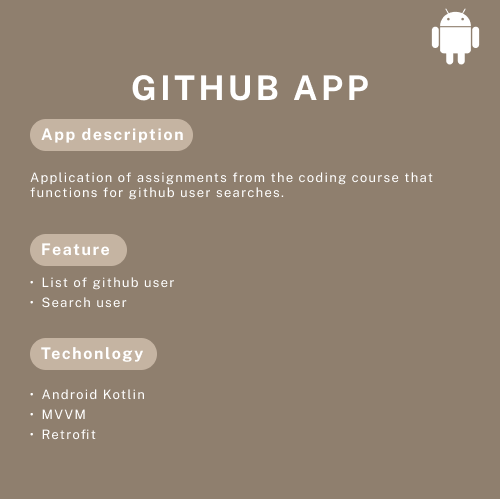 GITHUB APP
App description
Application of assignments from the coding course that
functions for github user searches.
Feature
• List of github user
• Search user
Techonlogy
• Android Kotlin
• MVVM
• Retrofit